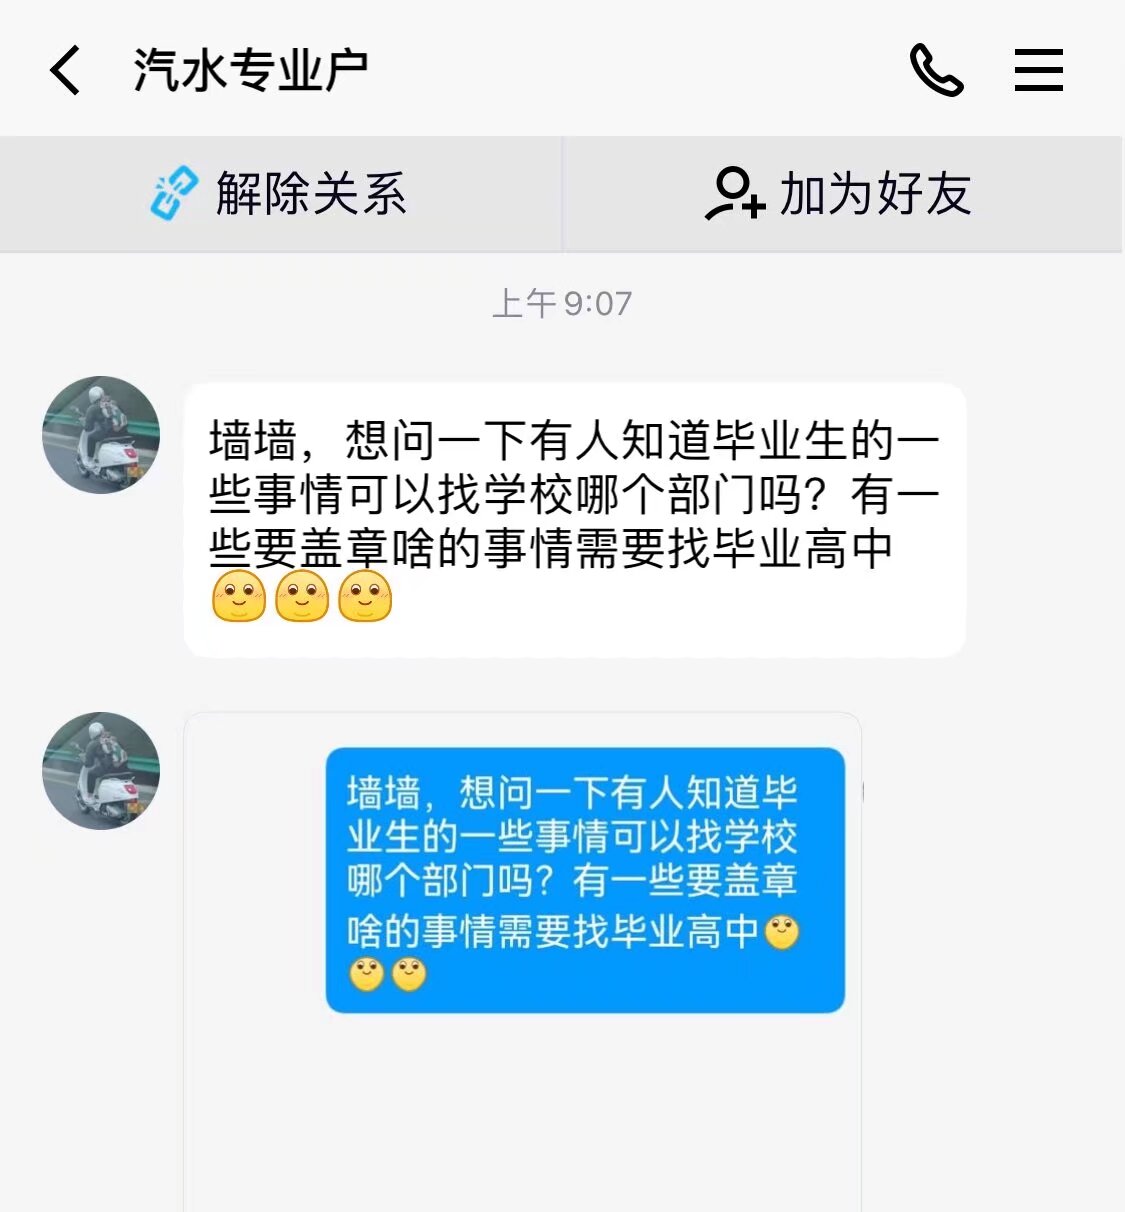 汽水专业户
解除关系
加为好友
上午 9:07
墙墙，想问一下有人知道毕业生的一
些事情可以找学校哪个部门吗？有一
些要盖章啥的事情需要找毕业高中
墙墙，想问一下有人知道毕
业生的一些事情可以找学校
哪个部门吗？有一些要盖章
啥的事情需要找毕业高中